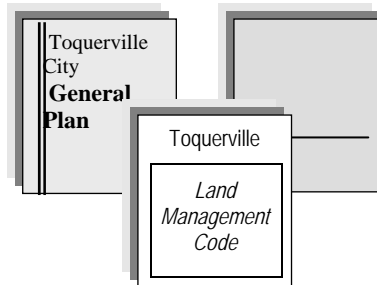 Toquerville
City
General
Plan
Toquerville
Land
Management
Code